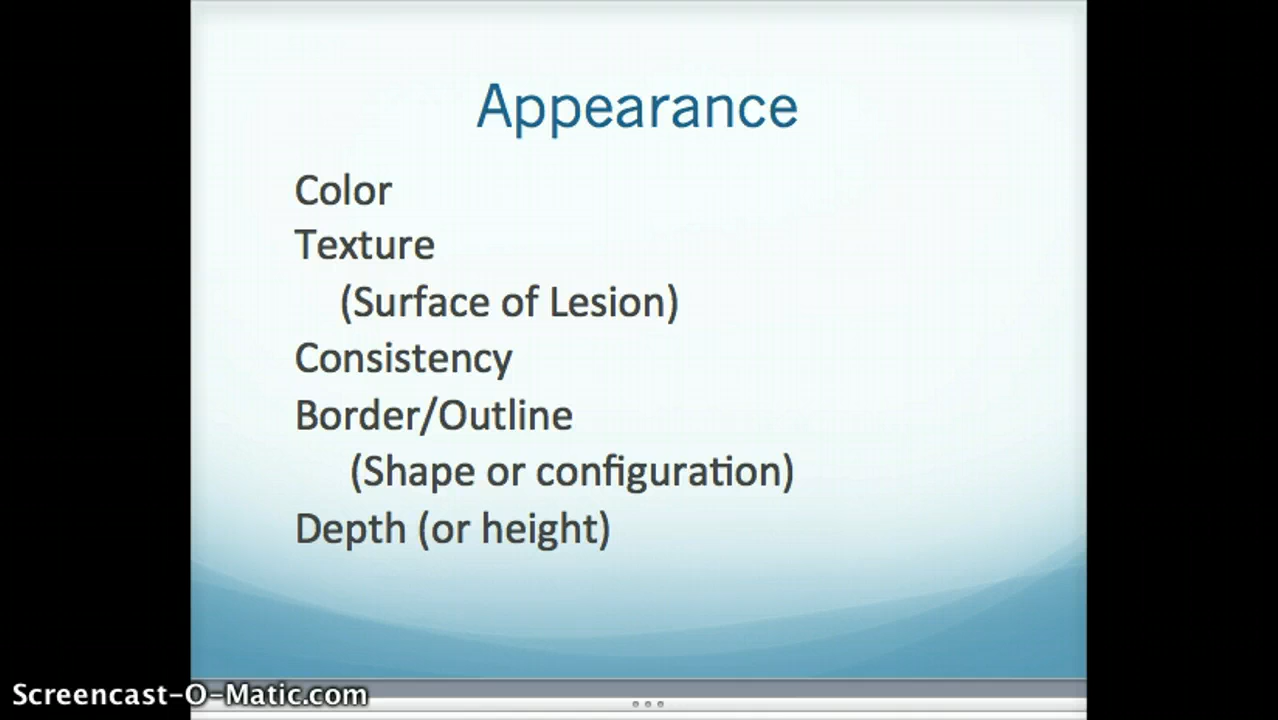 Appearance
Color
Texture
(Surface of Lesion)
Consistency
Border/Outline
(Shape or configuration)
Depth (or height)
Screencast-O-Matic.com